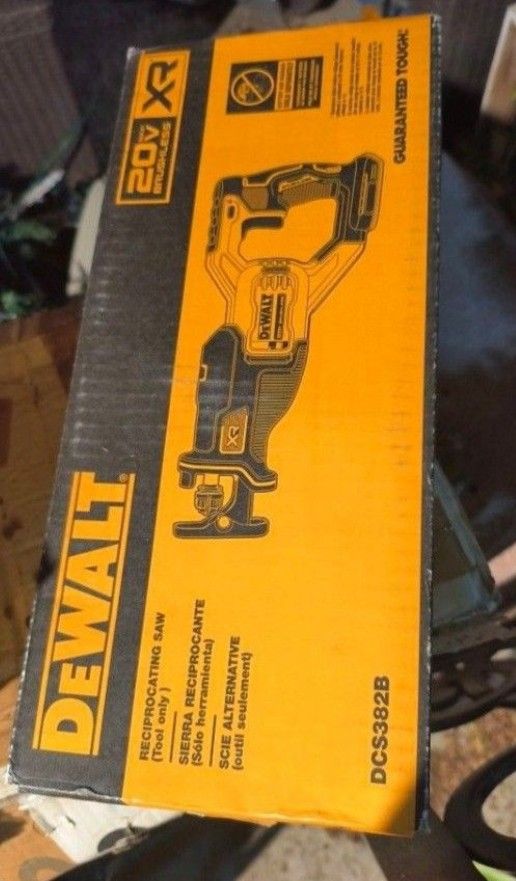 DEWALT®
20V MAX
BRUSHLESS
XR
RECIPROCATING SAW
(Tool only )
SIERRA RECIPROCANTE
(Sólo herramienta)
SCIE ALTERNATIVE
(outil seulement)
DCS382B
DEWALT
XR
GUARANTEED TOUGH.